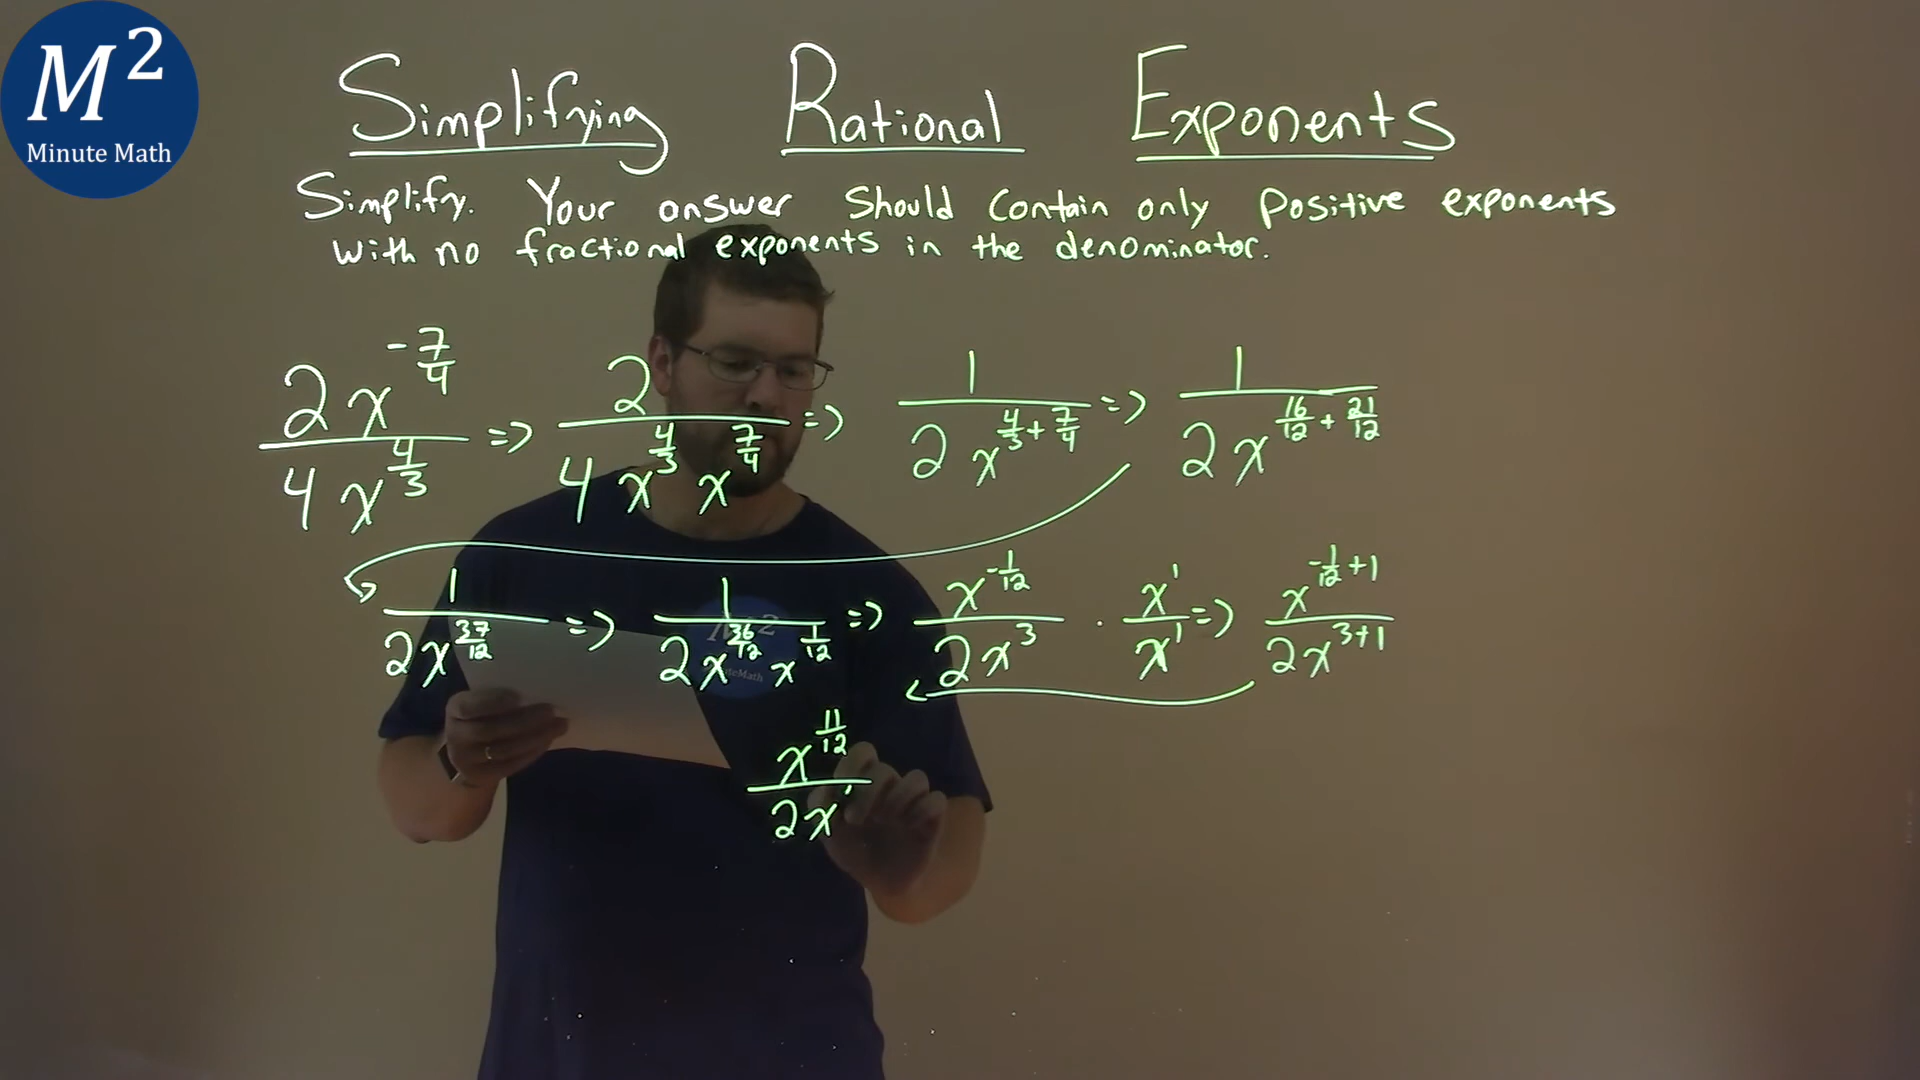 M²
Minute Math
Simplifying Rational Exponents
Simplify. Your answer should contain only positive exponents
with no fractional exponents in the denominator.
2x^(-7/4) / 4x^(4/3) => 2 / 4x^(4/3) x^(7/4) => 1 / 2x^(4/3 + 7/4) => 1 / 2x^(16/12 + 21/12)
1 / 2x^(37/12) => 1 / 2x^(36/12) x^(1/12) => x^(-1/12) / 2x^3 · x^1 / x^1 => x^(-1/12 + 1) / 2x^(3+1)
x^(11/12) / 2x